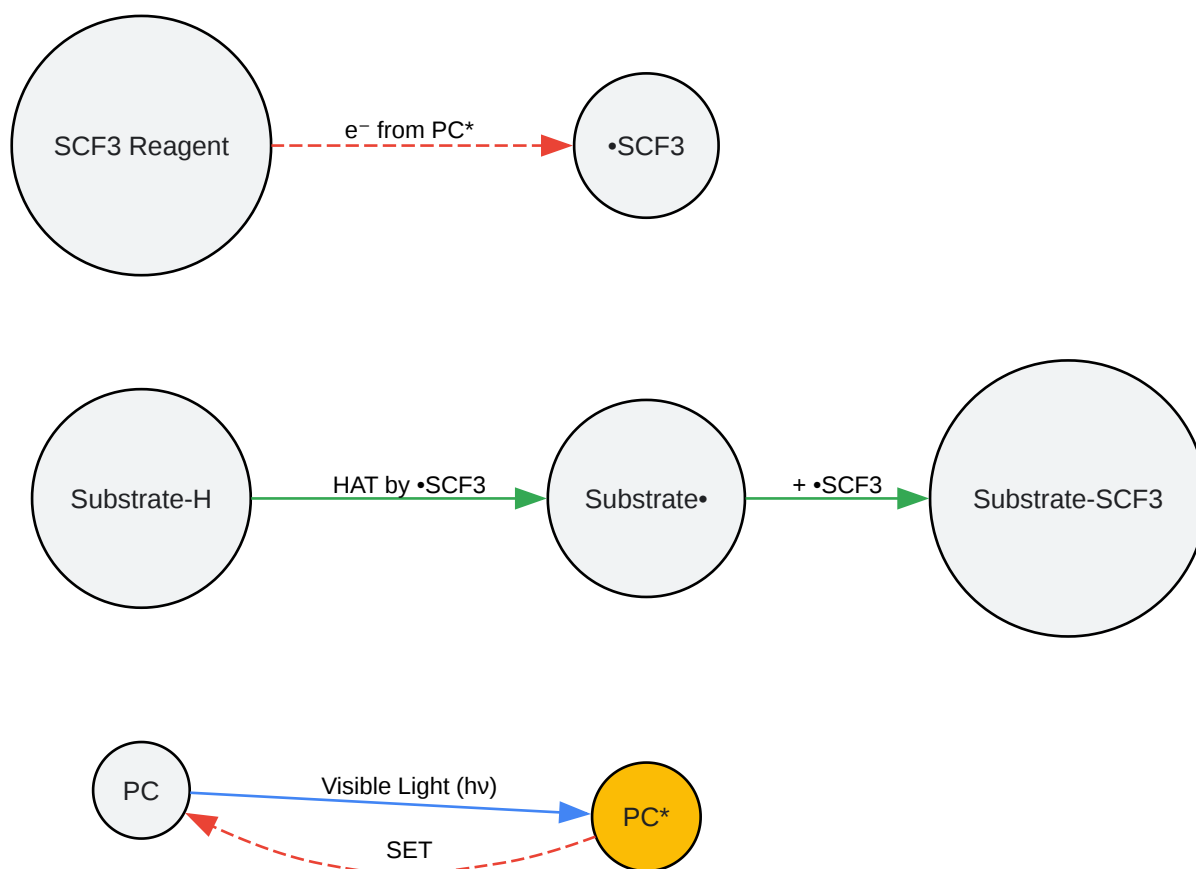 e⁻ from PC*
SCF3 Reagent
•SCF3
HAT by •SCF3
+ •SCF3
Substrate-H
Substrate•
Substrate-SCF3
Visible Light (hν)
PC
PC*
SET